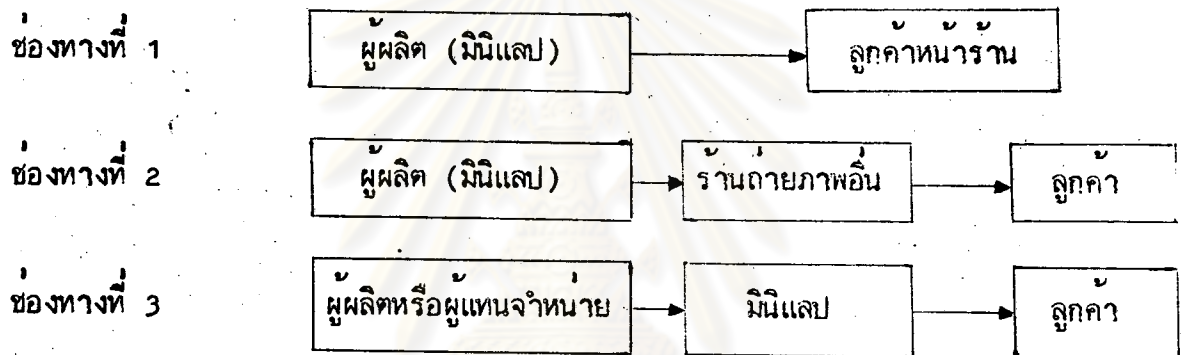 ช่องทางที่ 1 ผู้ผลิต (มินิแลป) ลูกค้าหน้าร้าน
ช่องทางที่ 2 ผู้ผลิต (มินิแลป) ร้านถ่ายภาพอื่น ลูกค้า
ช่องทางที่ 3 ผู้ผลิตหรือผู้แทนจำหน่าย มินิแลป ลูกค้า